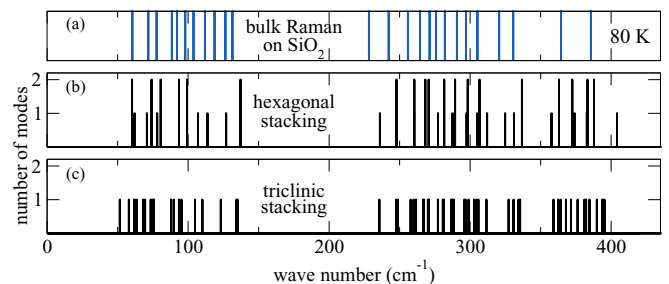 (a)
bulk Raman
on SiO₂
80 K
(b)
2
1
hexagonal
stacking
(c)
2
1
triclinic
stacking
number of modes
0 100 200 300 400
wave number (cm⁻¹)